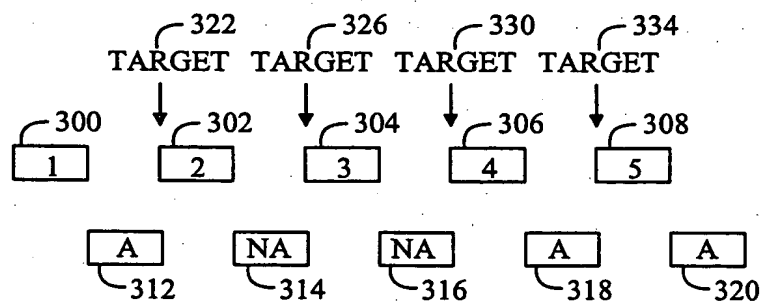 322 326 330 334
TARGET TARGET TARGET TARGET
300 302 304 306 308
1 2 3 4 5
A NA NA A A
312 314 316 318 320